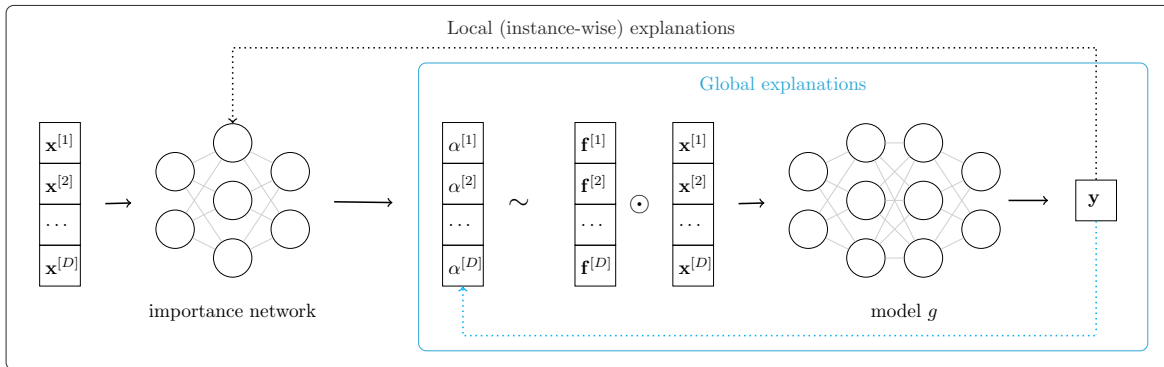 Local (instance-wise) explanations
Global explanations
x^[1]
x^[2]
...
x^[D]
α^[1]
α^[2]
...
α^[D]
∼
f^[1]
f^[2]
...
f^[D]
⊙
x^[1]
x^[2]
...
x^[D]
y
importance network
model g